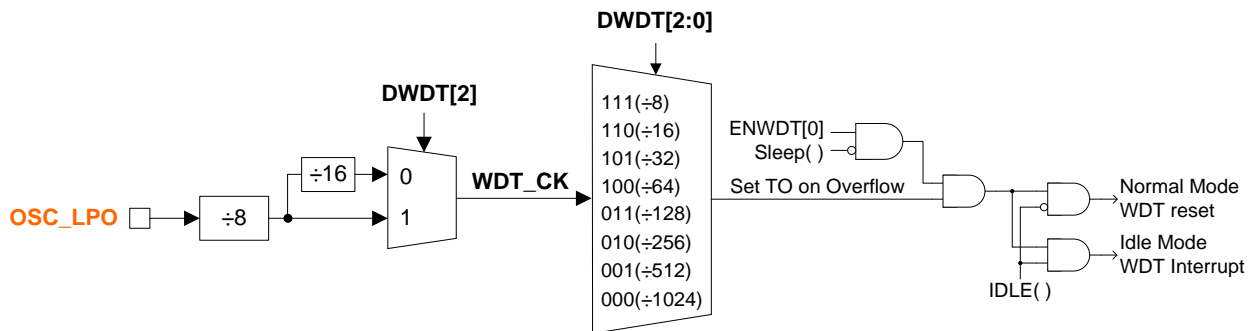 DWDT[2:0]
DWDT[2]
111(÷8)
110(÷16)
101(÷32)
100(÷64)
011(÷128)
010(÷256)
001(÷512)
000(÷1024)
ENWDT[0]
Sleep( )
÷16
0
1
WDT_CK
Set TO on Overflow
OSC_LPO
÷8
Normal Mode
WDT reset
Idle Mode
WDT Interrupt
IDLE( )